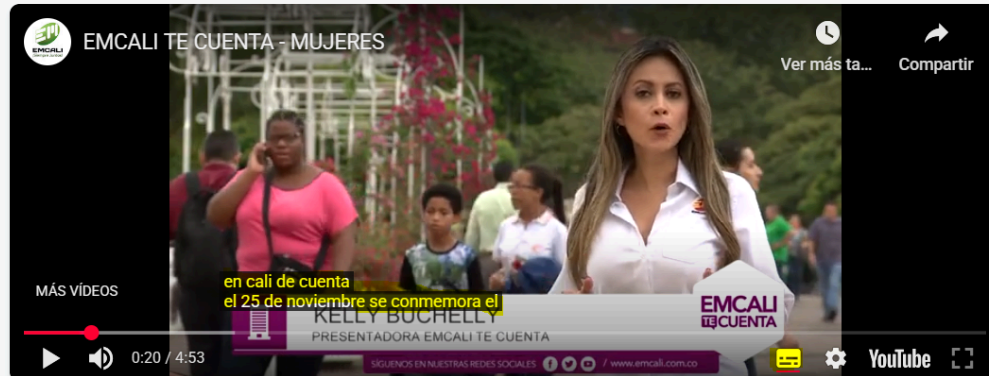 EMCALI
EMCALI TE CUENTA - MUJERES
Ver más ta...
Compartir
MÁS VÍDEOS
en cali de cuenta
el 25 de noviembre se conmemora el
KELLY BUCHELLY
PRESENTADORA EMCALI TE CUENTA
EMCALI
TE CUENTA
SÍGUENOS EN NUESTRAS REDES SOCIALES / www.emcali.com.co
0:20 / 4:53
YouTube